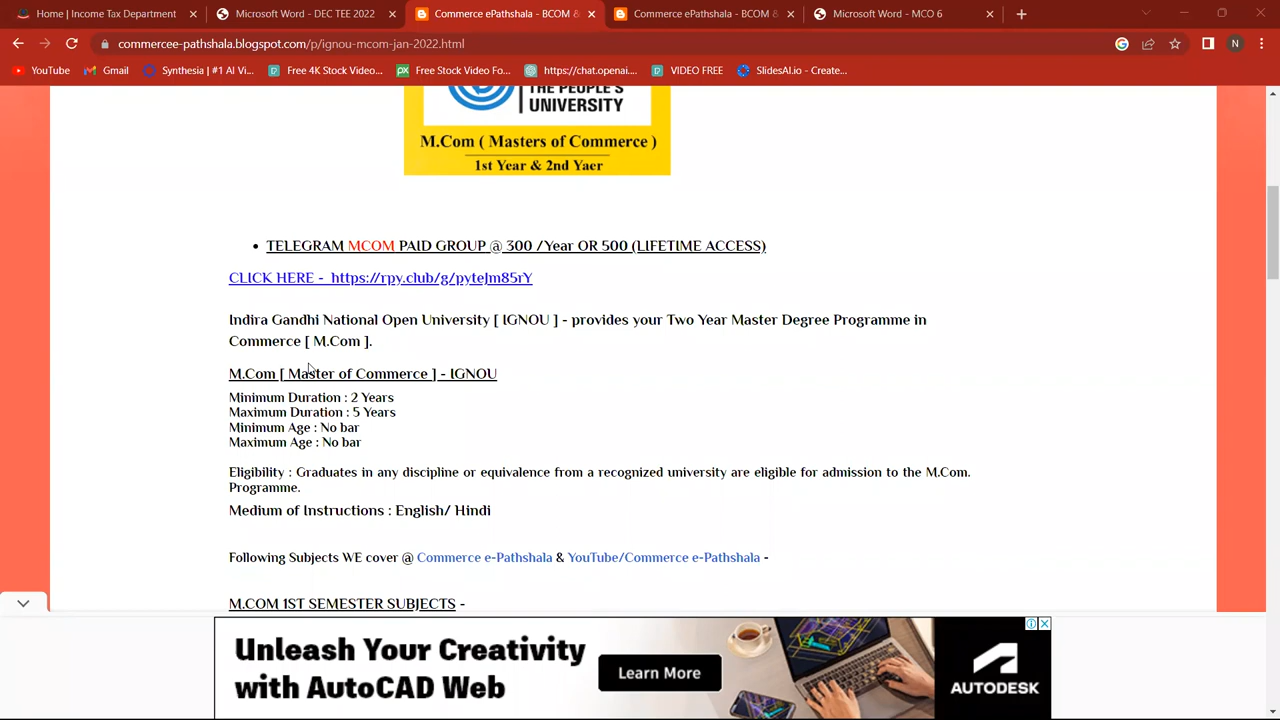 Home | Income Tax Department
Microsoft Word - DEC TEE 2022
Commerce ePathshala - BCOM &
Commerce ePathshala - BCOM &
Microsoft Word - MCO 6
commercee-pathshala.blogspot.com/p/ignou-mcom-jan-2022.html
N
YouTube
Gmail
Synthesia | #1 AI Vi...
Free 4K Stock Video...
Free Stock Video Fo...
https://chat.openai....
VIDEO FREE
SlidesAI.io - Create...
THE PEOPLE'S
UNIVERSITY
M.Com ( Masters of Commerce )
1st Year & 2nd Yaer
• TELEGRAM MCOM PAID GROUP @ 300 /Year OR 500 (LIFETIME ACCESS)
CLICK HERE - https://rpy.club/g/pyteJm85rY
Indira Gandhi National Open University [ IGNOU ] - provides your Two Year Master Degree Programme in
Commerce [ M.Com ].
M.Com [ Master of Commerce ] - IGNOU
Minimum Duration : 2 Years
Maximum Duration : 5 Years
Minimum Age : No bar
Maximum Age : No bar
Eligibility : Graduates in any discipline or equivalence from a recognized university are eligible for admission to the M.Com.
Programme.
Medium of Instructions : English/ Hindi
Following Subjects WE cover @ Commerce e-Pathshala & YouTube/Commerce e-Pathshala -
M.COM 1ST SEMESTER SUBJECTS -
Unleash Your Creativity
with AutoCAD Web
Learn More
AUTODESK